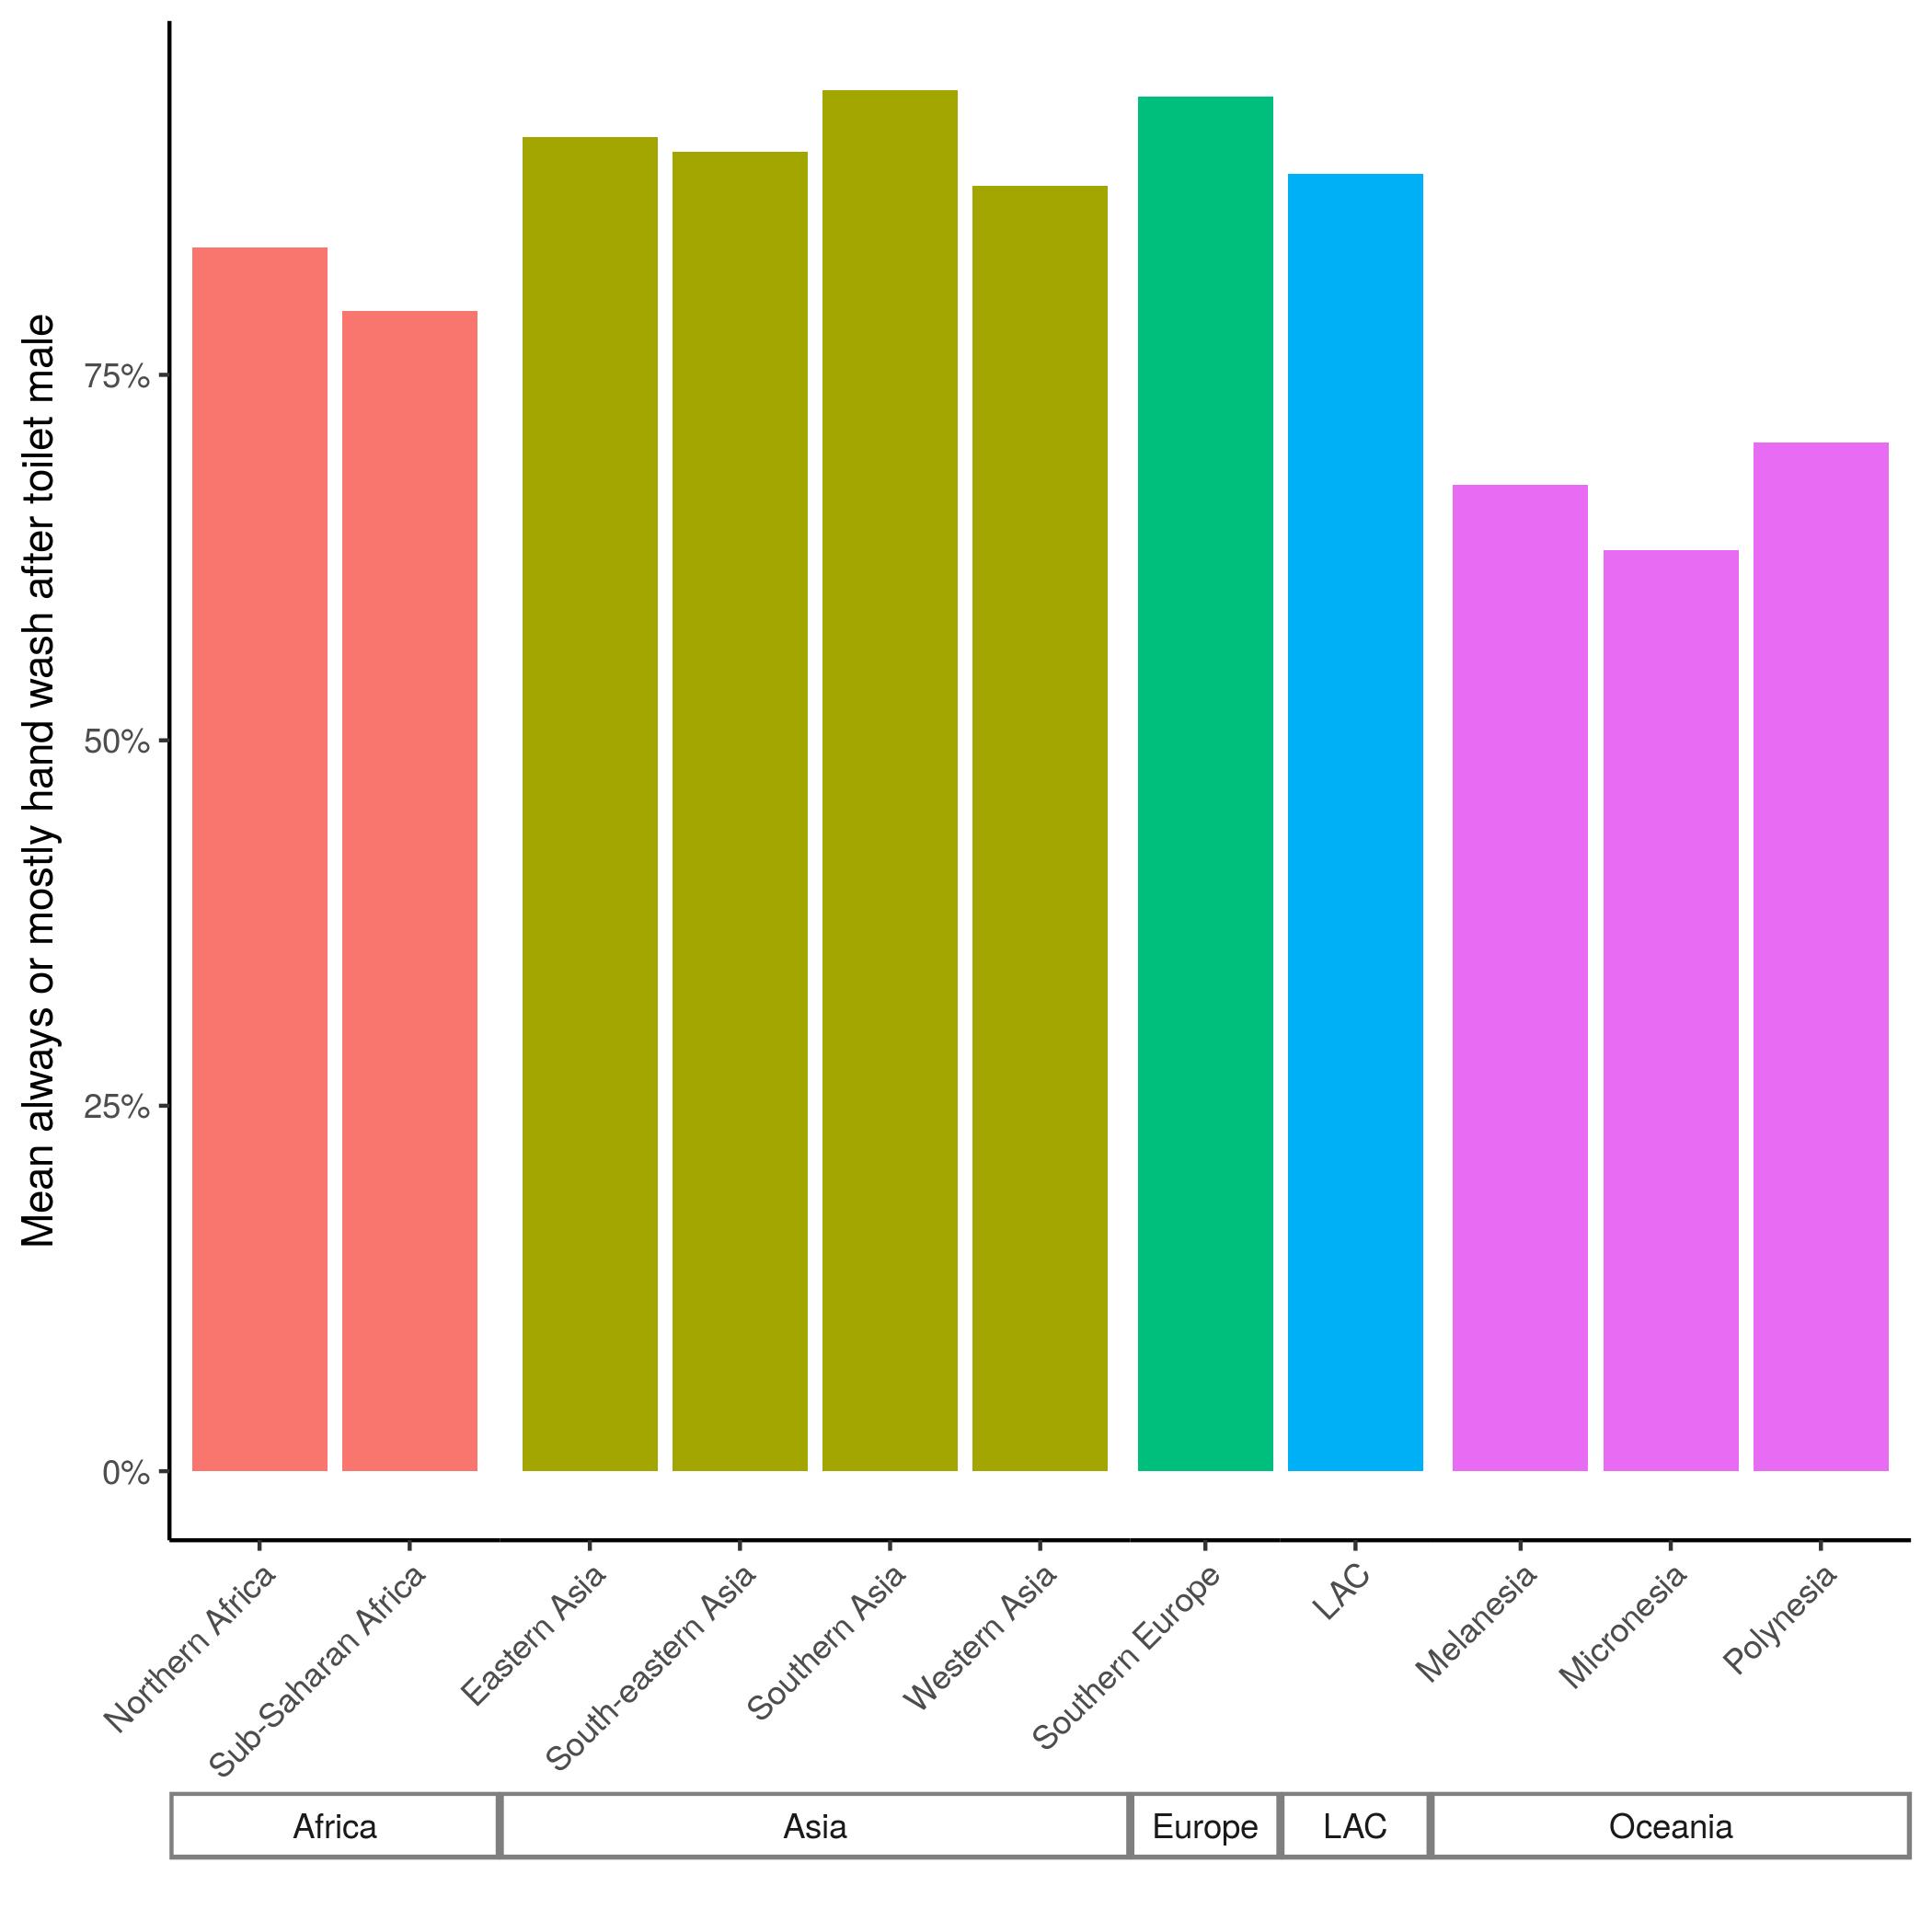 Mean always or mostly hand wash after toilet male
75%
50%
25%
0%
Northern Africa
Sub-Saharan Africa
Eastern Asia
South-eastern Asia
Southern Asia
Western Asia
Southern Europe
LAC
Melanesia
Micronesia
Polynesia
Africa
Asia
Europe
LAC
Oceania